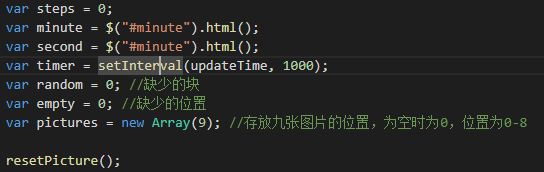 var steps = 0;
var minute = $("#minute").html();
var second = $("#minute").html();
var timer = setInterval(updateTime, 1000);
var random = 0; //缺少的块
var empty = 0; //缺少的位置
var pictures = new Array(9); //存放九张图片的位置，为空时为0，位置为0-8
resetPicture();